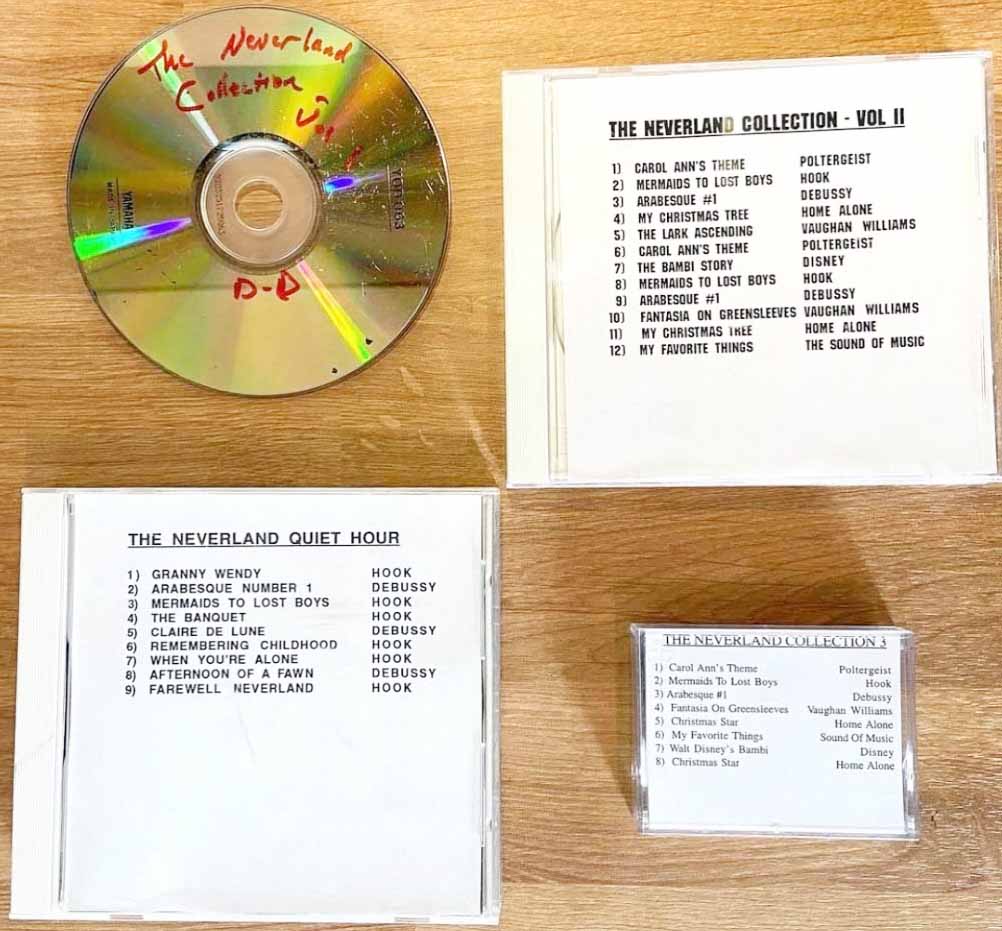 The Neverland
Collection
Vol
D-D
YAMAHA
THE NEVERLAND COLLECTION - VOL II
1) CAROL ANN'S THEME POLTERGEIST
2) MERMAIDS TO LOST BOYS HOOK
3) ARABESQUE #1 DEBUSSY
4) MY CHRISTMAS TREE HOME ALONE
5) THE LARK ASCENDING VAUGHAN WILLIAMS
6) CAROL ANN'S THEME POLTERGEIST
7) THE BAMBI STORY DISNEY
8) MERMAIDS TO LOST BOYS HOOK
9) ARABESQUE #1 DEBUSSY
10) FANTASIA ON GREENSLEEVES VAUGHAN WILLIAMS
11) MY CHRISTMAS TREE HOME ALONE
12) MY FAVORITE THINGS THE SOUND OF MUSIC
THE NEVERLAND QUIET HOUR
1) GRANNY WENDY HOOK
2) ARABESQUE NUMBER 1 DEBUSSY
3) MERMAIDS TO LOST BOYS HOOK
4) THE BANQUET HOOK
5) CLAIRE DE LUNE DEBUSSY
6) REMEMBERING CHILDHOOD HOOK
7) WHEN YOU'RE ALONE HOOK
8) AFTERNOON OF A FAWN DEBUSSY
9) FAREWELL NEVERLAND HOOK
THE NEVERLAND COLLECTION 3
1) Carol Ann's Theme Poltergeist
2) Mermaids To Lost Boys Hook
3) Arabesque #1 Debussy
4) Fantasia On Greensleeves Vaughan Williams
5) Christmas Star Home Alone
6) My Favorite Things Sound Of Music
7) Walt Disney's Bambi Disney
8) Christmas Star Home Alone